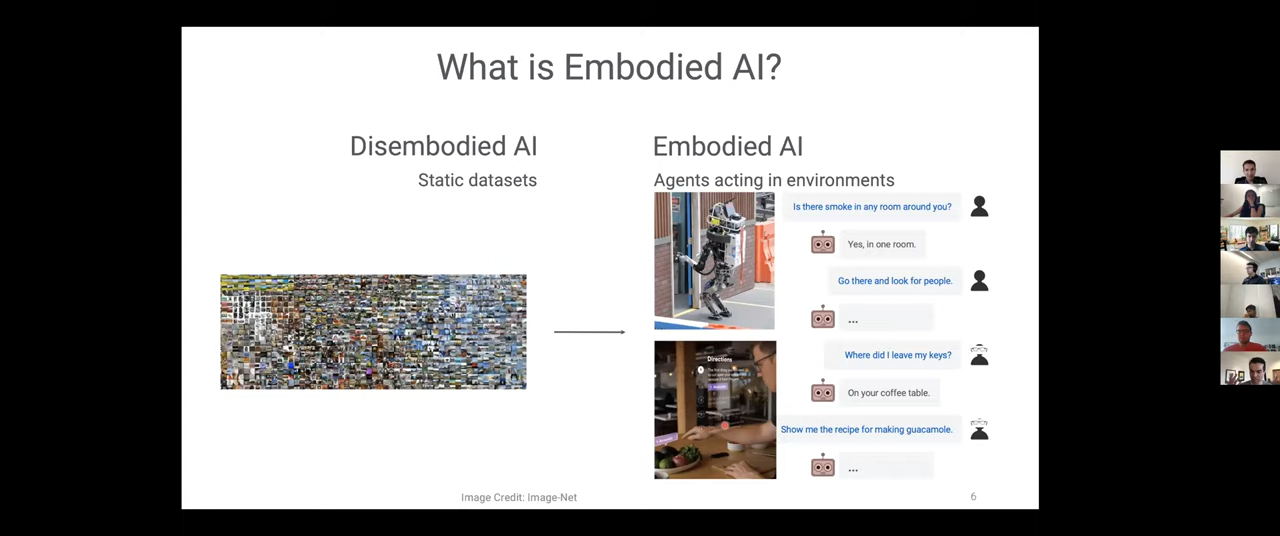 What is Embodied AI?
Disembodied AI
Static datasets
Embodied AI
Agents acting in environments
Is there smoke in any room around you?
Yes, in one room.
Go there and look for people.
...
Where did I leave my keys?
On your coffee table.
Show me the recipe for making guacamole.
...
Directions
Image Credit: Image-Net
6